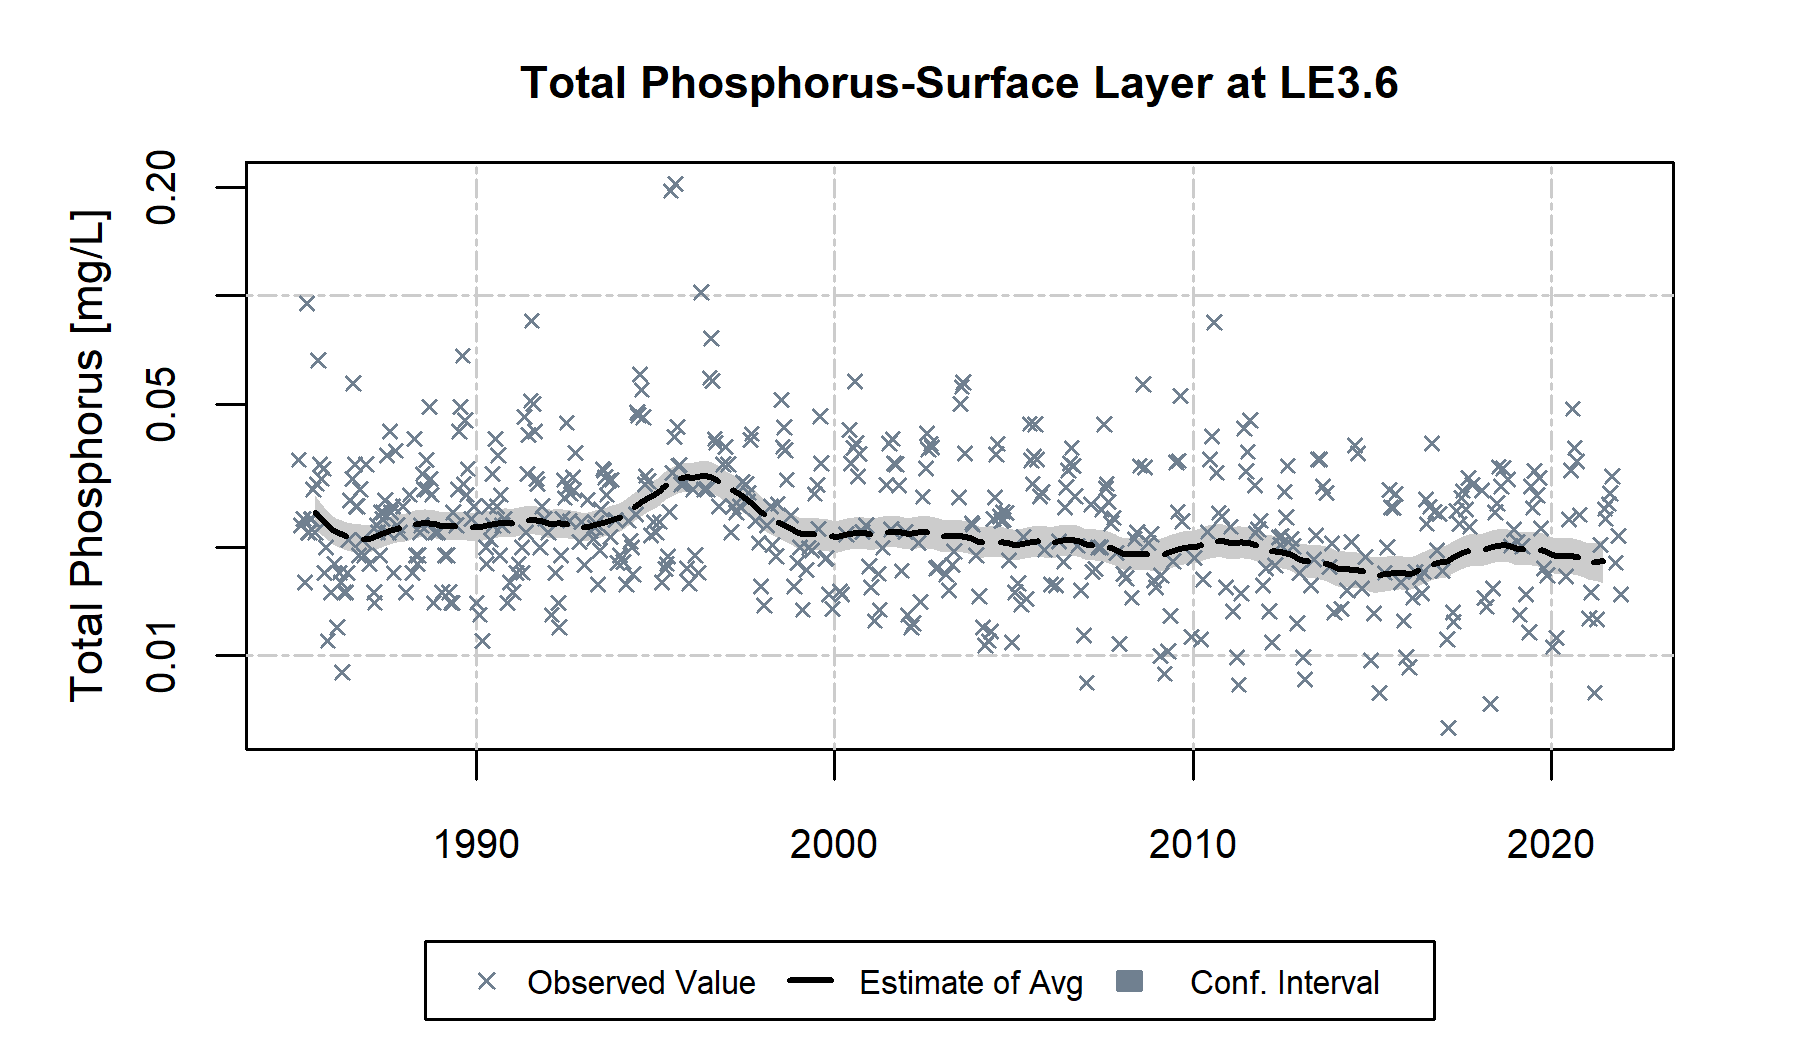 Total Phosphorus-Surface Layer at LE3.6
Total Phosphorus [mg/L]
0.20
0.05
0.01
1990 2000 2010 2020
Observed Value Estimate of Avg Conf. Interval